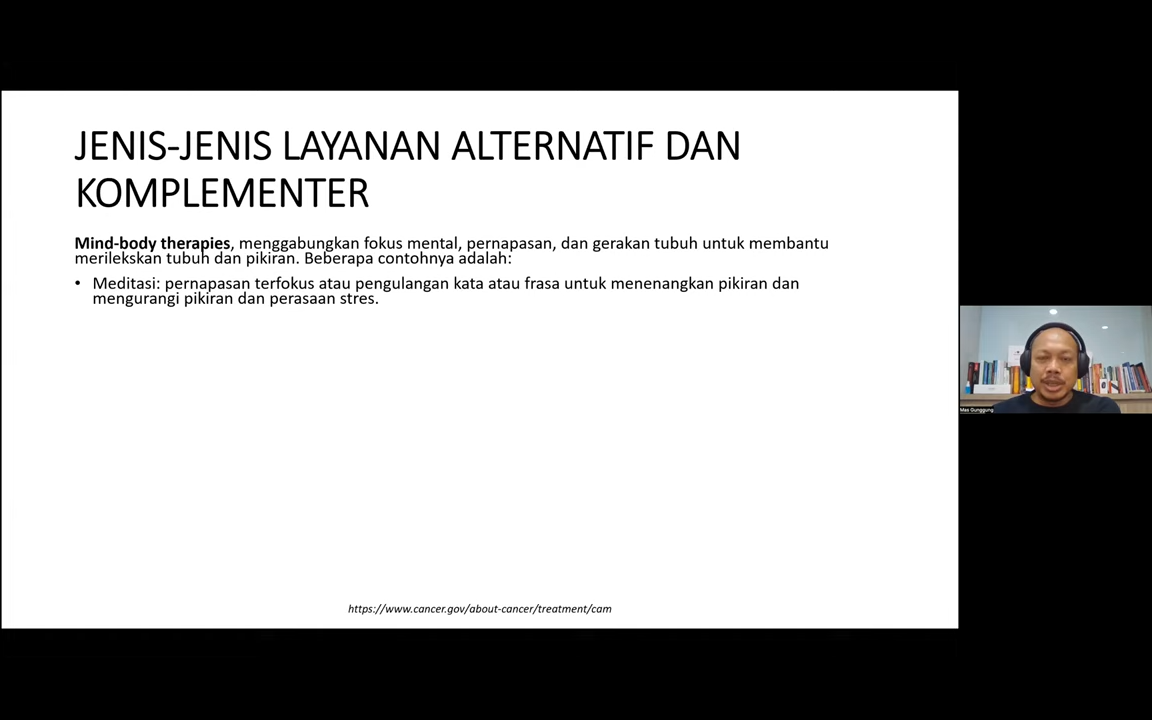 JENIS-JENIS LAYANAN ALTERNATIF DAN
KOMPLEMENTER
Mind-body therapies, menggabungkan fokus mental, pernapasan, dan gerakan tubuh untuk membantu
merilekskan tubuh dan pikiran. Beberapa contohnya adalah:
• Meditasi: pernapasan terfokus atau pengulangan kata atau frasa untuk menenangkan pikiran dan
mengurangi pikiran dan perasaan stres.
Mas Gunggung
https://www.cancer.gov/about-cancer/treatment/cam